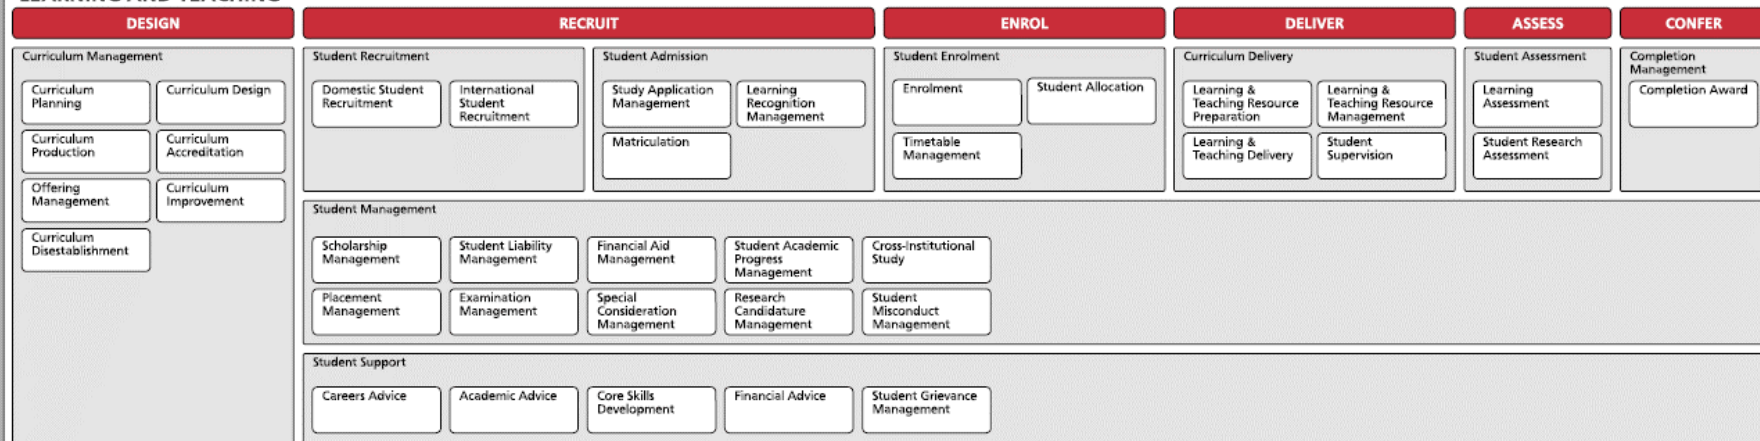 LEARNING AND TEACHING
DESIGN
RECRUIT
ENROL
DELIVER
ASSESS
CONFER
Curriculum Management
Curriculum
Planning
Curriculum Design
Curriculum
Production
Curriculum
Accreditation
Offering
Management
Curriculum
Improvement
Curriculum
Disestablishment
Student Recruitment
Domestic Student
Recruitment
International
Student
Recruitment
Student Admission
Study Application
Management
Learning
Recognition
Management
Matriculation
Student Enrolment
Enrolment
Student Allocation
Timetable
Management
Curriculum Delivery
Learning &
Teaching Resource
Preparation
Learning &
Teaching Resource
Management
Learning &
Teaching Delivery
Student
Supervision
Student Assessment
Learning
Assessment
Student Research
Assessment
Completion
Management
Completion Award
Student Management
Scholarship
Management
Student Liability
Management
Financial Aid
Management
Student Academic
Progress
Management
Cross-Institutional
Study
Placement
Management
Examination
Management
Special
Consideration
Management
Research
Candidature
Management
Student
Misconduct
Management
Student Support
Careers Advice
Academic Advice
Core Skills
Development
Financial Advice
Student Grievance
Management